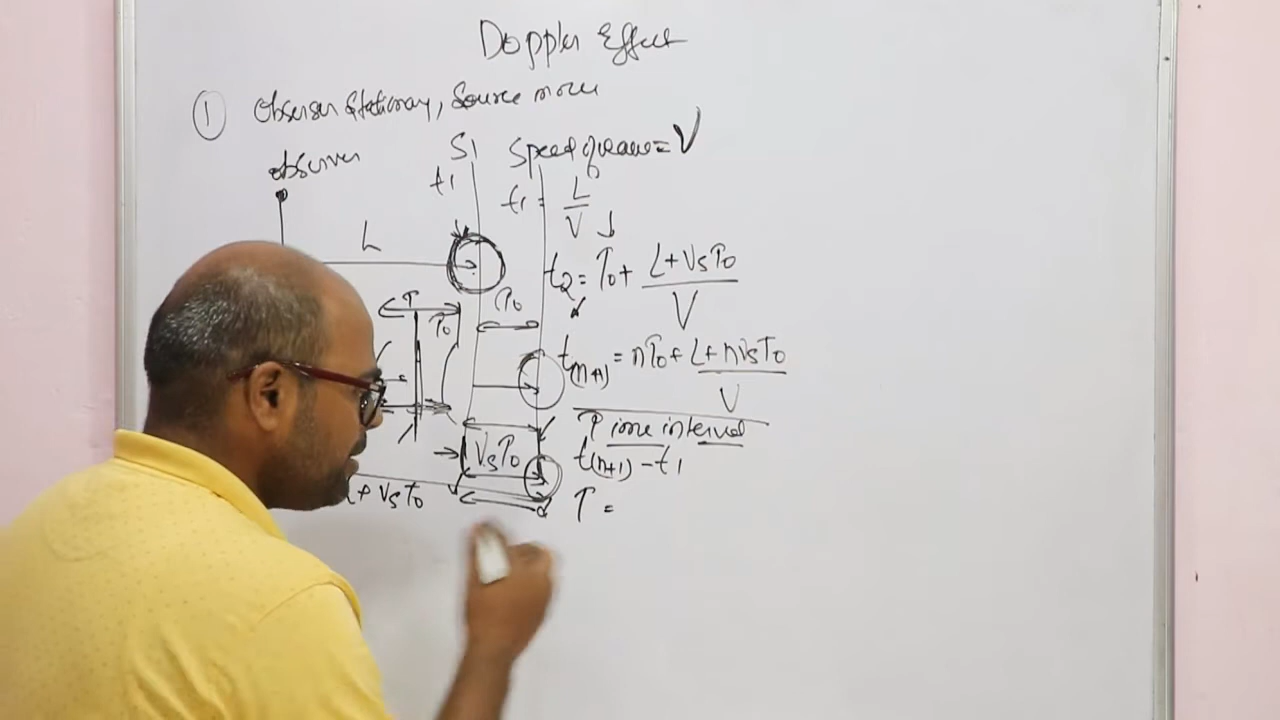 Doppler Effect
① Observer Stationary, Source move
observer
S1 Speed of wave = V
t1 t1 = L/V
L
t2 = T0 + (L + VsT0)/V
T T0 T0
t(n+1) = nT0 + (L + nVsT0)/V
Time interval
VsT0 t(n+1) - t1
L + VsT0 T =